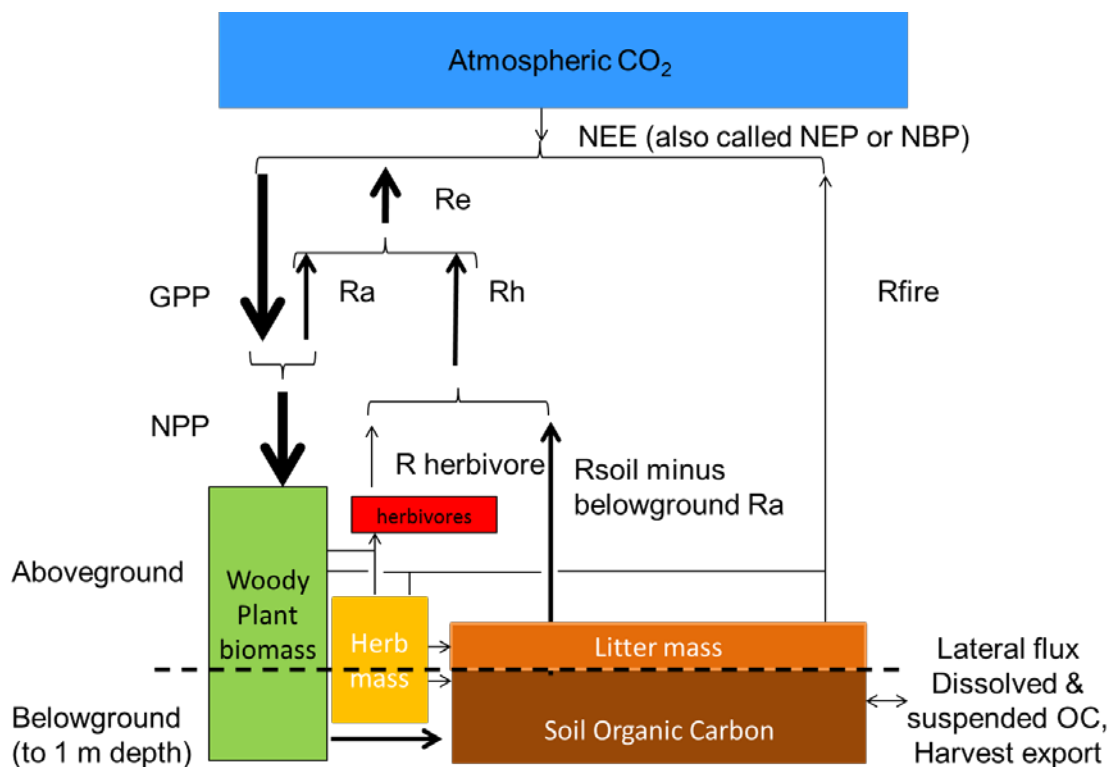 Atmospheric CO₂
NEE (also called NEP or NBP)
Re
GPP
Ra
Rh
Rfire
NPP
R herbivore
Rsoil minus
belowground Ra
herbivores
Aboveground
Woody
Plant
biomass
Herb
mass
Litter mass
Lateral flux
Dissolved &
suspended OC,
Harvest export
Belowground
(to 1 m depth)
Soil Organic Carbon